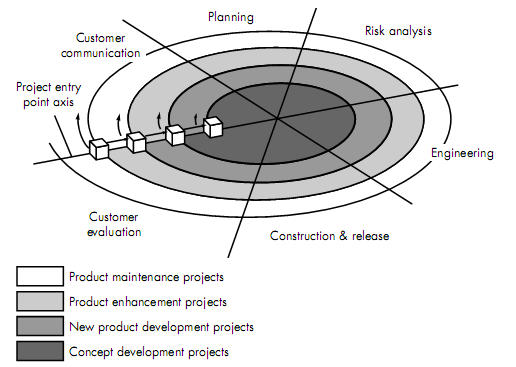 Planning
Risk analysis
Customer
communication
Project entry
point axis
Engineering
Customer
evaluation
Construction & release
Product maintenance projects
Product enhancement projects
New product development projects
Concept development projects